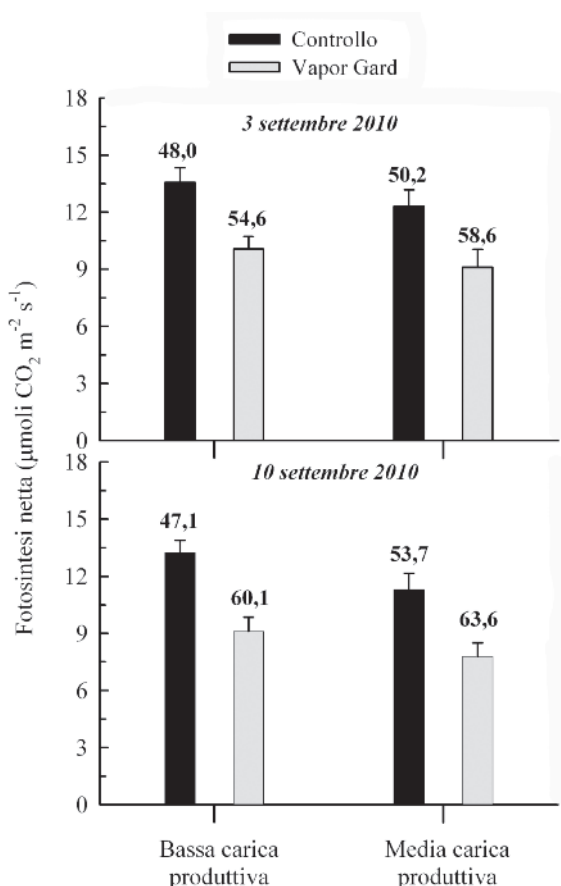 Controllo
Vapor Gard
Fotosintesi netta (µmoli CO₂ m⁻² s⁻¹)
3 settembre 2010
18
15
12
9
6
3
0
48,0
54,6
50,2
58,6
10 settembre 2010
18
15
12
9
6
3
0
47,1
60,1
53,7
63,6
Bassa carica
produttiva
Media carica
produttiva